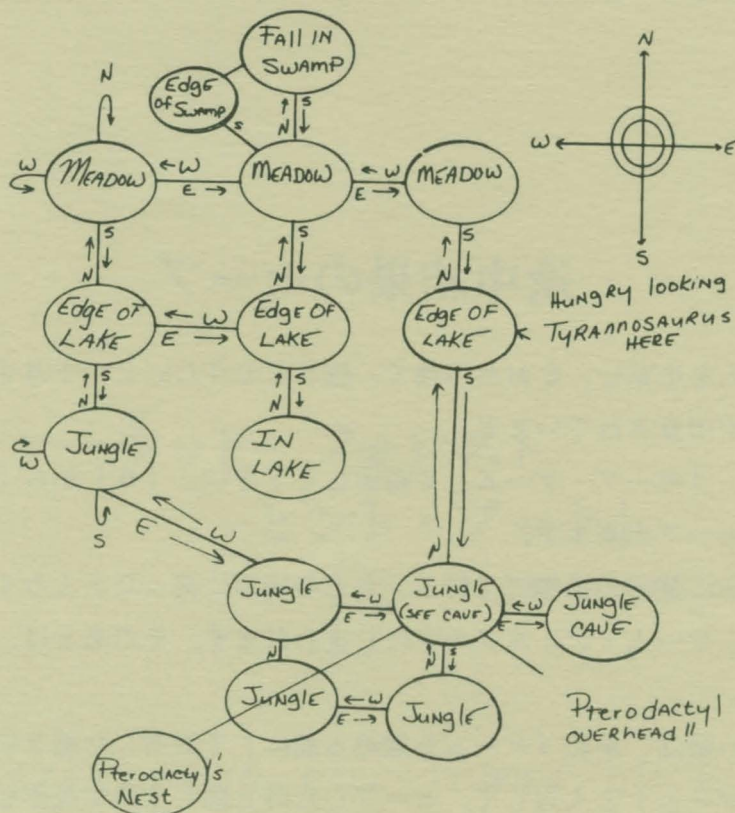 FALL IN
SWAMP
Edge
of Swamp
S
N
S
N
N
W
E
S
N
W
MEADOW
W
E
MEADOW
W
E
MEADOW
S
N
S
N
S
N
Edge of
LAKE
W
E
Edge of
LAKE
Edge of
LAKE
HUNGRY looking
TYRANNOSAURUS
HERE
S
N
S
N
S
N
Jungle
W
S
IN
LAKE
W
E
Jungle
W
E
Jungle
(SEE CAVE)
W
E
Jungle
CAVE
N
N
S
Jungle
W
E
Jungle
Pterodactyl
OVERHEAD!!
Pterodactyl's
NEST